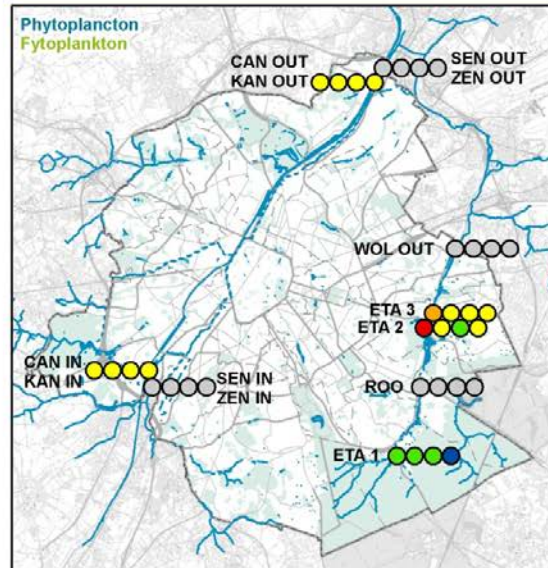 Phytoplancton
Fytoplankton
CAN OUT
KAN OUT
SEN OUT
ZEN OUT
WOL OUT
ETA 3
ETA 2
CAN IN
KAN IN
SEN IN
ZEN IN
ROO
ETA 1